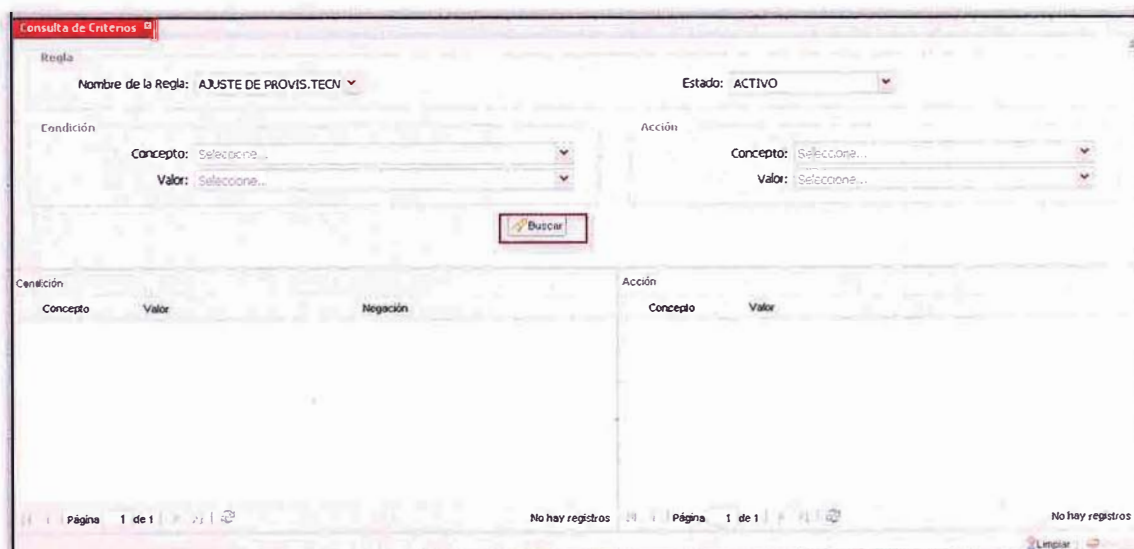 Consulta de Criterios
Regla
Nombre de la Regla: AJUSTE DE PROVIS.TECN
Estado: ACTIVO
Condición
Acción
Concepto: Seleccione...
Concepto: Seleccione...
Valor: Seleccione...
Valor: Seleccione...
Buscar
Condición
Acción
Concepto Valor Negación
Concepto Valor
Página 1 de 1 No hay registros
Página 1 de 1 No hay registros
Limpiar